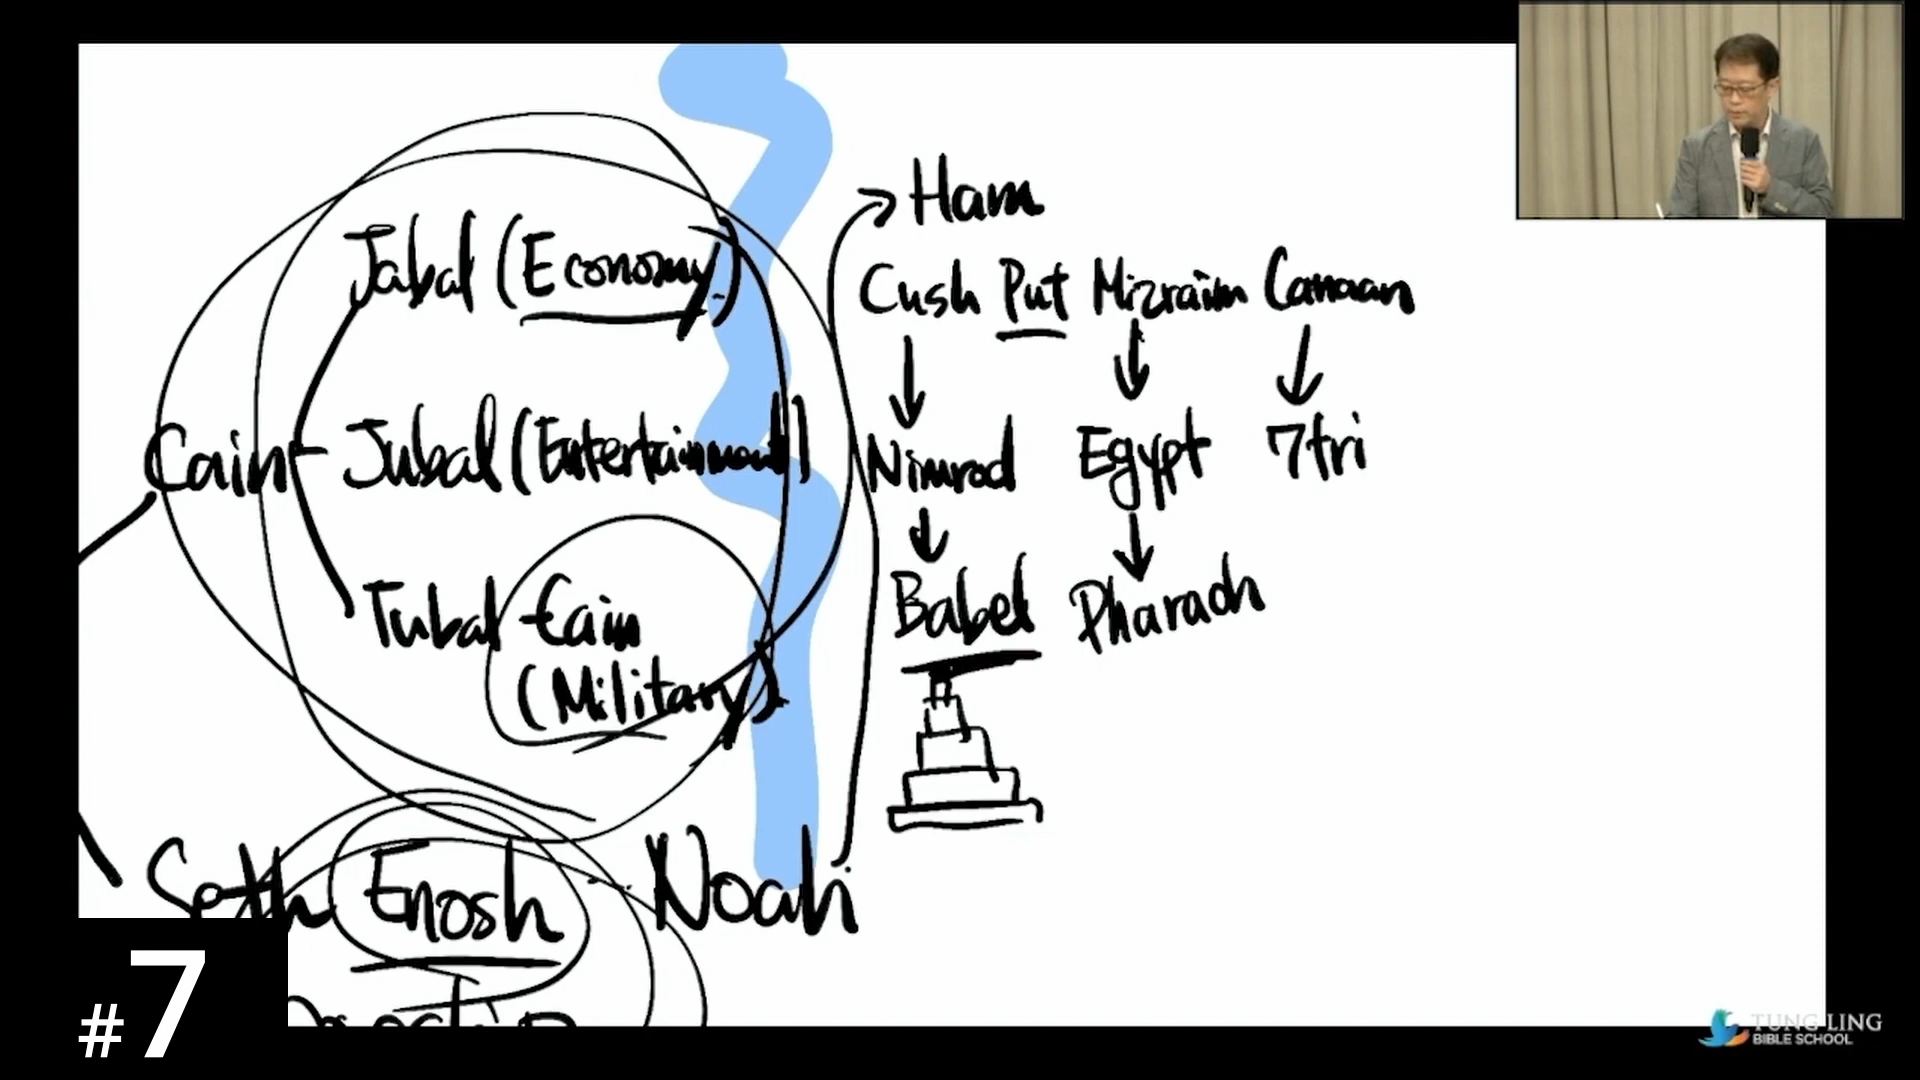 Ham
Jabal (Economy)
Cush Put Mizraim Canaan
Cain Jubal (Entertainment)
Nimrod Egypt 7tri
Tubal Cain
(Military)
Babel Pharaoh
Seth Enosh Noah
#7
TUNG LING
BIBLE SCHOOL